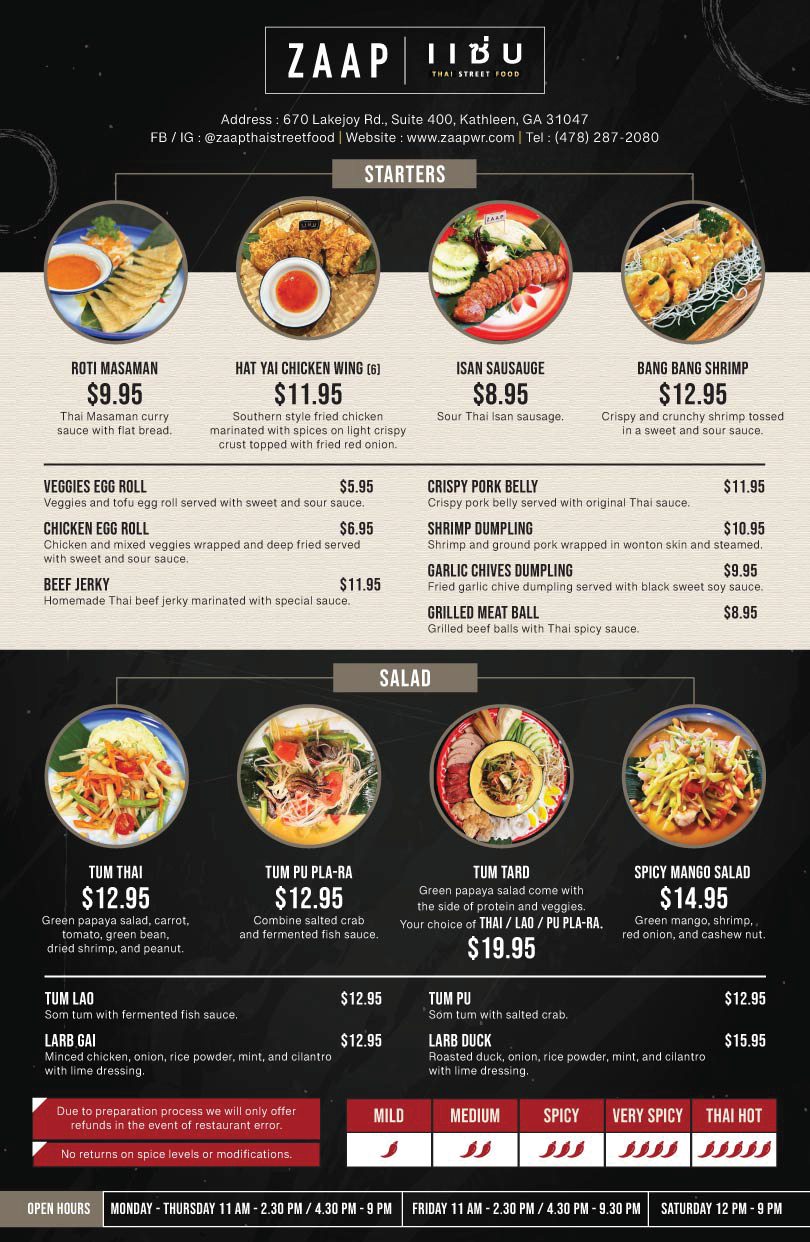 ZAAP | แซ่บ
THAI STREET FOOD
Address : 670 Lakejoy Rd., Suite 400, Kathleen, GA 31047
FB / IG : @zaapthaistreetfood | Website : www.zaapwr.com | Tel : (478) 287-2080
STARTERS
ZAAP
ROTI MASAMAN
$9.95
Thai Masaman curry
sauce with flat bread.
HAT YAI CHICKEN WING (6)
$11.95
Southern style fried chicken
marinated with spices on light crispy
crust topped with fried red onion.
ISAN SAUSAUGE
$8.95
Sour Thai Isan sausage.
BANG BANG SHRIMP
$12.95
Crispy and crunchy shrimp tossed
in a sweet and sour sauce.
VEGGIES EGG ROLL $5.95
Veggies and tofu egg roll served with sweet and sour sauce.
CHICKEN EGG ROLL $6.95
Chicken and mixed veggies wrapped and deep fried served
with sweet and sour sauce.
BEEF JERKY $11.95
Homemade Thai beef jerky marinated with special sauce.
CRISPY PORK BELLY $11.95
Crispy pork belly served with original Thai sauce.
SHRIMP DUMPLING $10.95
Shrimp and ground pork wrapped in wonton skin and steamed.
GARLIC CHIVES DUMPLING $9.95
Fried garlic chive dumpling served with black sweet soy sauce.
GRILLED MEAT BALL $8.95
Grilled beef balls with Thai spicy sauce.
SALAD
TUM THAI
$12.95
Green papaya salad, carrot,
tomato, green bean,
dried shrimp, and peanut.
TUM PU PLA-RA
$12.95
Combine salted crab
and fermented fish sauce.
TUM TARD
Green papaya salad come with
the side of protein and veggies.
Your choice of THAI / LAO / PU PLA-RA.
$19.95
SPICY MANGO SALAD
$14.95
Green mango, shrimp,
red onion, and cashew nut.
TUM LAO $12.95
Som tum with fermented fish sauce.
LARB GAI $12.95
Minced chicken, onion, rice powder, mint, and cilantro
with lime dressing.
TUM PU $12.95
Som tum with salted crab.
LARB DUCK $15.95
Roasted duck, onion, rice powder, mint, and cilantro
with lime dressing.
Due to preparation process we will only offer
refunds in the event of restaurant error.
No returns on spice levels or modifications.
MILD MEDIUM SPICY VERY SPICY THAI HOT
OPEN HOURS MONDAY - THURSDAY 11 AM - 2.30 PM / 4.30 PM - 9 PM FRIDAY 11 AM - 2.30 PM / 4.30 PM - 9.30 PM SATURDAY 12 PM - 9 PM